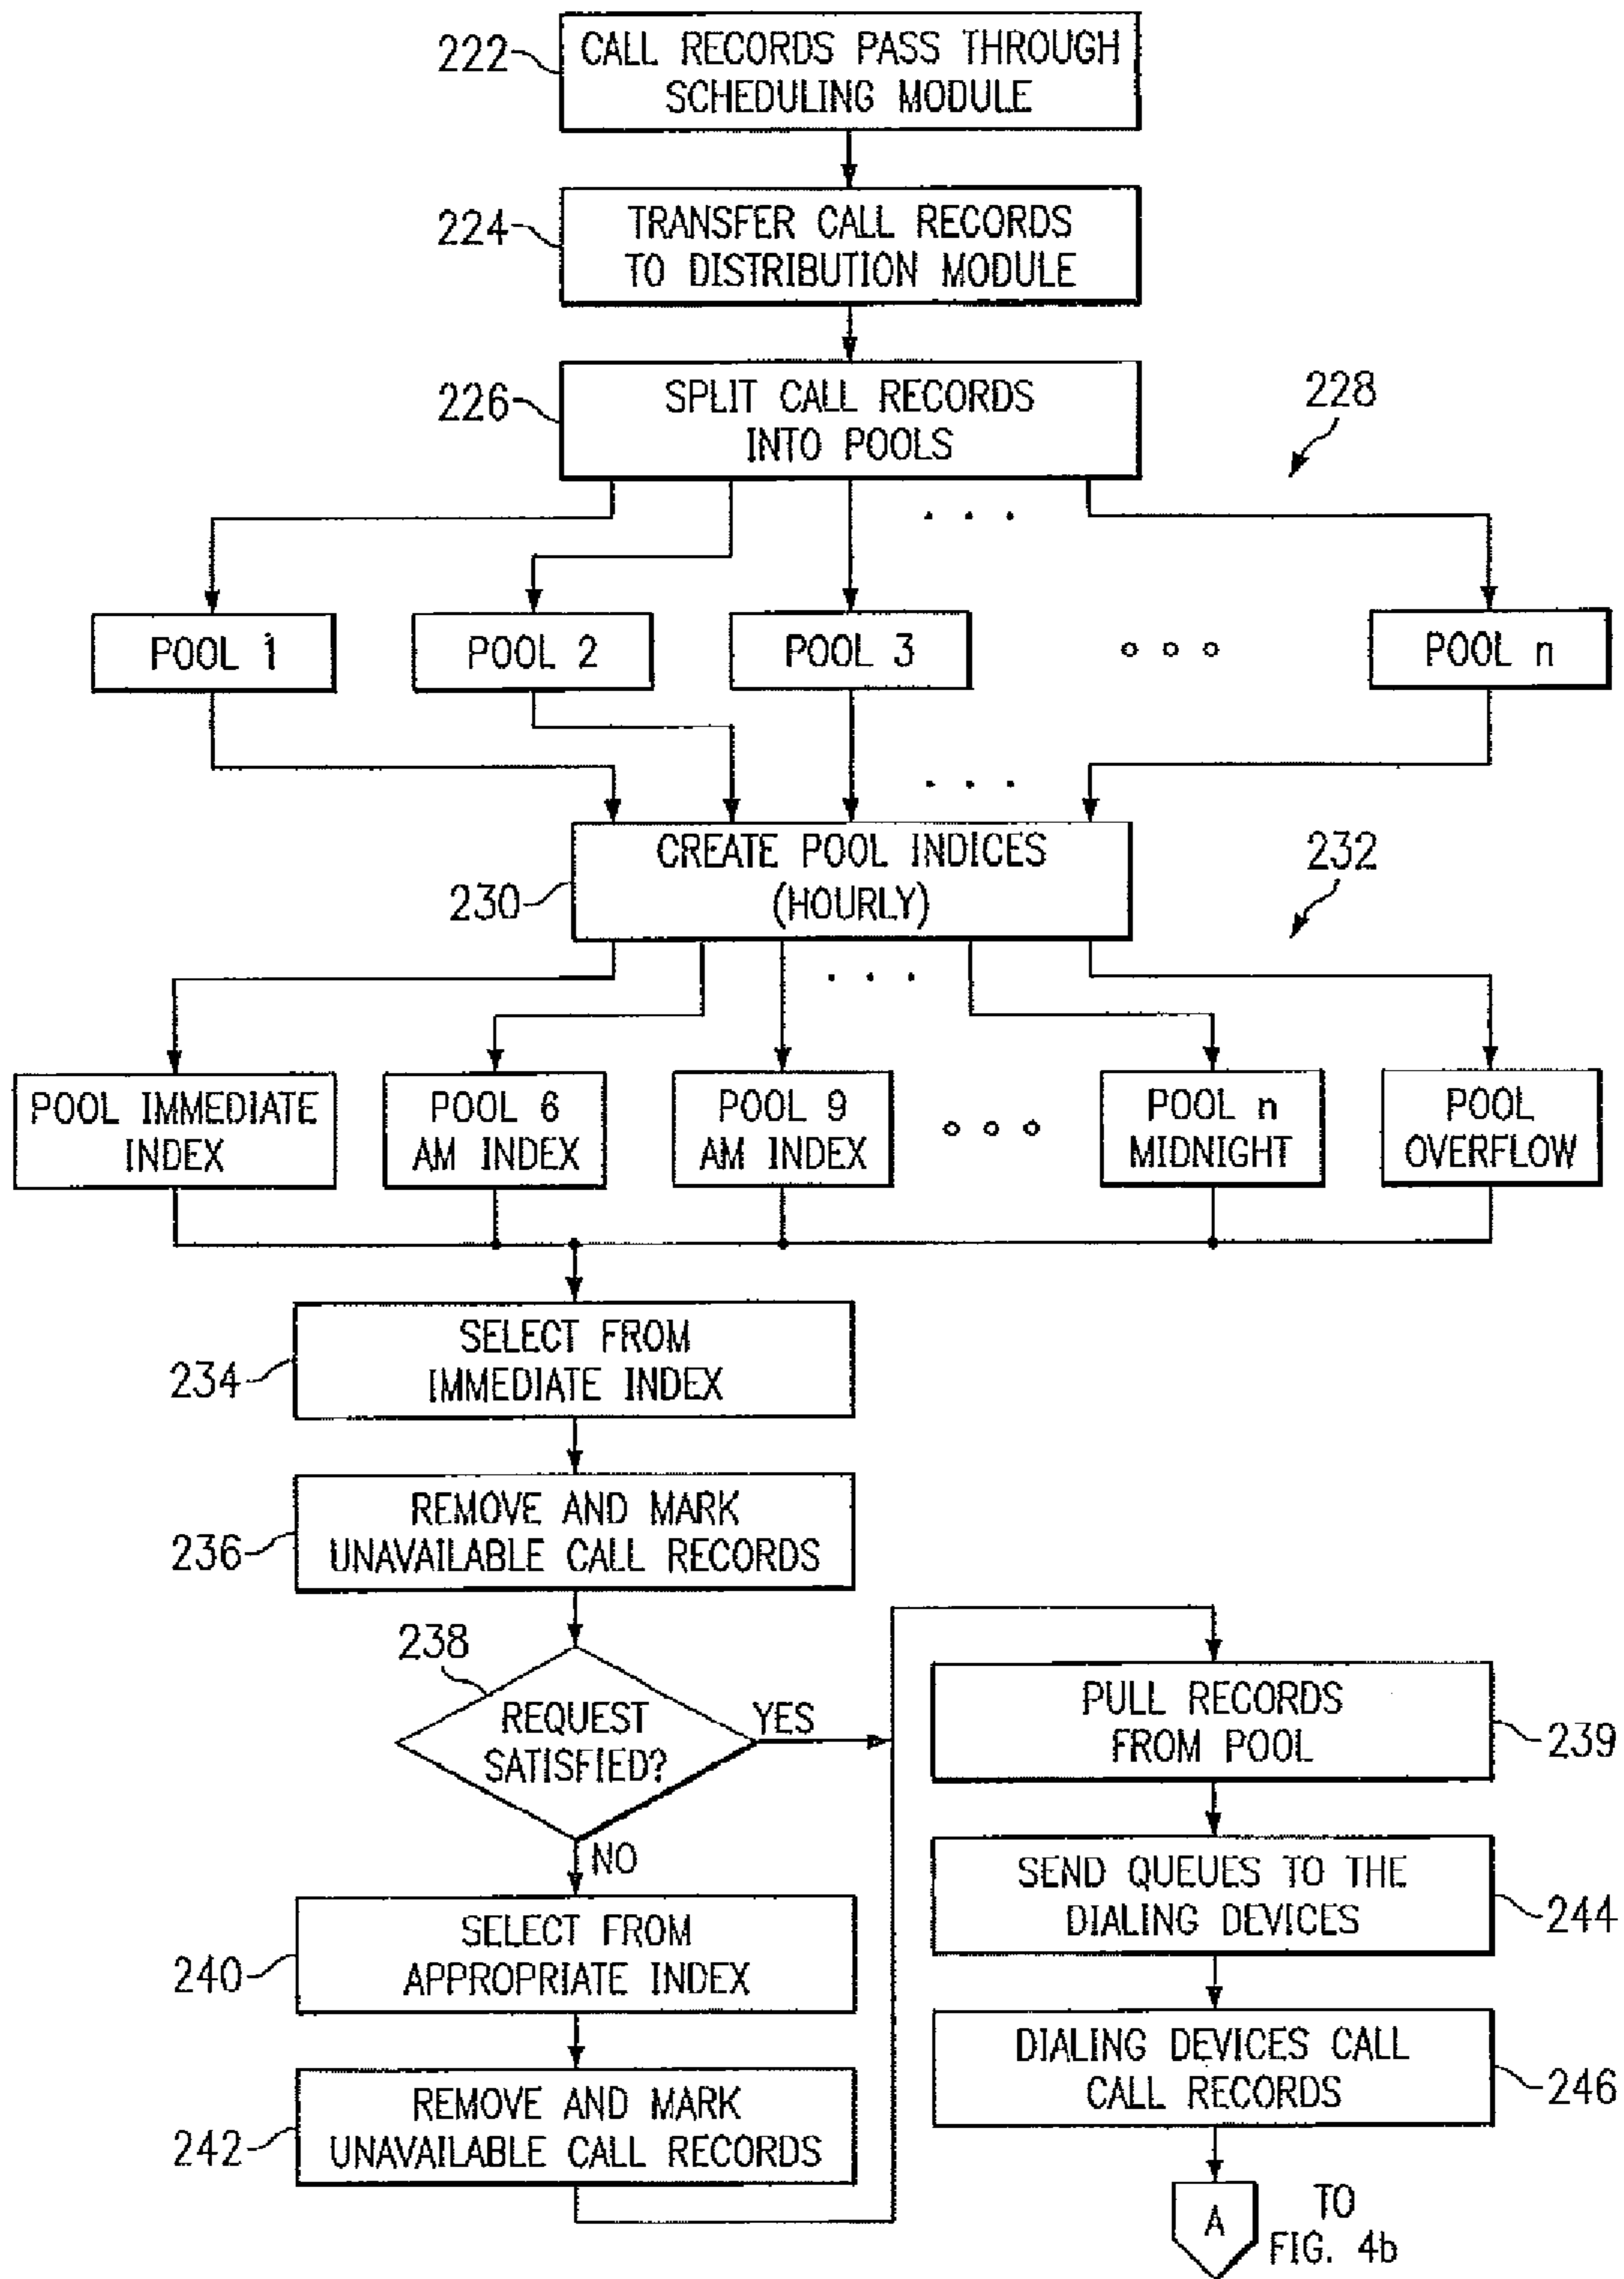 222
CALL RECORDS PASS THROUGH
SCHEDULING MODULE
224
TRANSFER CALL RECORDS
TO DISTRIBUTION MODULE
226
SPLIT CALL RECORDS
INTO POOLS
228
POOL 1
POOL 2
POOL 3
POOL n
230
CREATE POOL INDICES
(HOURLY)
232
POOL IMMEDIATE
INDEX
POOL 6
AM INDEX
POOL 9
AM INDEX
POOL n
MIDNIGHT
POOL
OVERFLOW
234
SELECT FROM
IMMEDIATE INDEX
236
REMOVE AND MARK
UNAVAILABLE CALL RECORDS
238
REQUEST
SATISFIED?
YES
NO
240
SELECT FROM
APPROPRIATE INDEX
242
REMOVE AND MARK
UNAVAILABLE CALL RECORDS
PULL RECORDS
FROM POOL
239
SEND QUEUES TO THE
DIALING DEVICES
244
DIALING DEVICES CALL
CALL RECORDS
246
A
TO
FIG. 4b